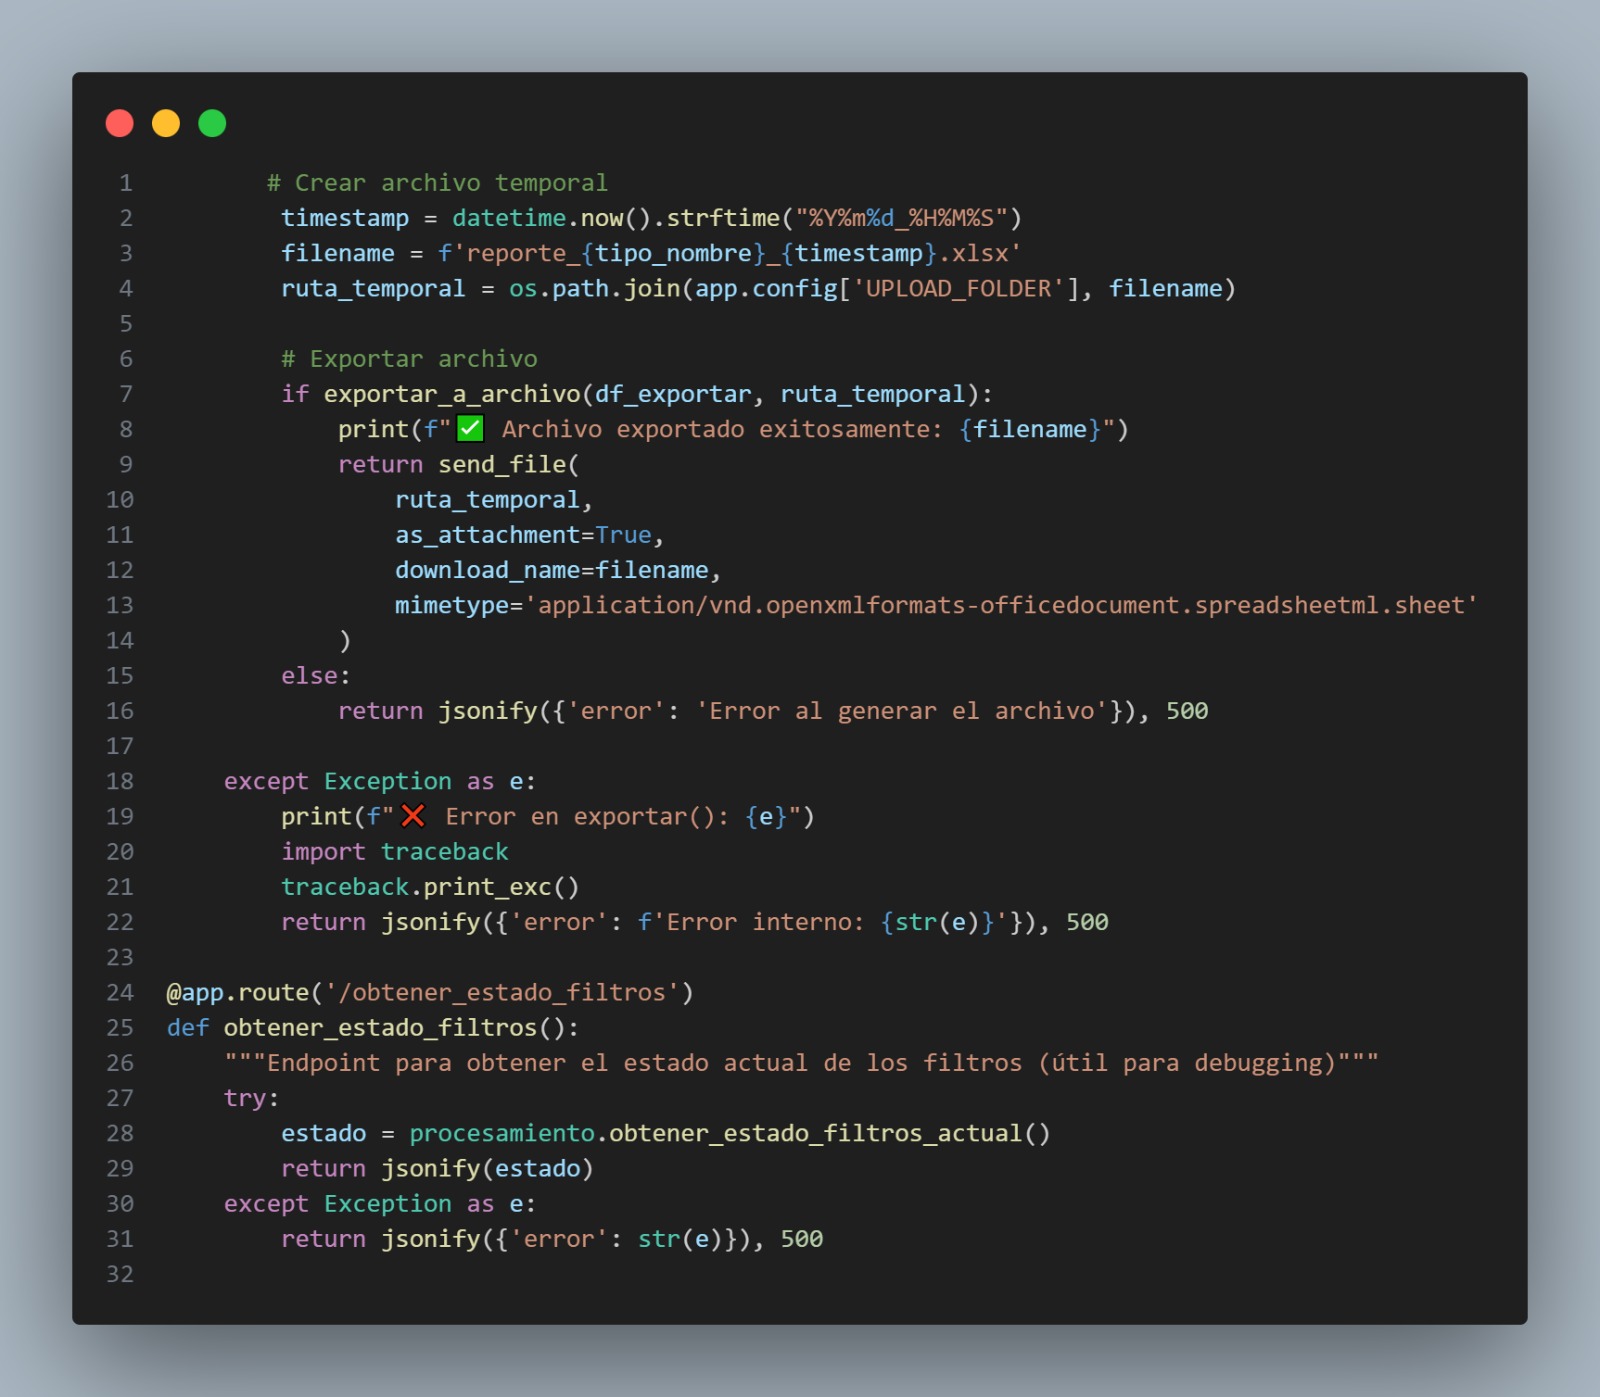 1        # Crear archivo temporal
2         timestamp = datetime.now().strftime("%Y%m%d_%H%M%S")
3         filename = f'reporte_{tipo_nombre}_{timestamp}.xlsx'
4         ruta_temporal = os.path.join(app.config['UPLOAD_FOLDER'], filename)
5
6         # Exportar archivo
7         if exportar_a_archivo(df_exportar, ruta_temporal):
8             print(f"✅ Archivo exportado exitosamente: {filename}")
9             return send_file(
10                 ruta_temporal,
11                 as_attachment=True,
12                 download_name=filename,
13                 mimetype='application/vnd.openxmlformats-officedocument.spreadsheetml.sheet'
14             )
15         else:
16             return jsonify({'error': 'Error al generar el archivo'}), 500
17
18     except Exception as e:
19         print(f"❌ Error en exportar(): {e}")
20         import traceback
21         traceback.print_exc()
22         return jsonify({'error': f'Error interno: {str(e)}'}), 500
23
24 @app.route('/obtener_estado_filtros')
25 def obtener_estado_filtros():
26     """Endpoint para obtener el estado actual de los filtros (útil para debugging)"""
27     try:
28         estado = procesamiento.obtener_estado_filtros_actual()
29         return jsonify(estado)
30     except Exception as e:
31         return jsonify({'error': str(e)}), 500
32